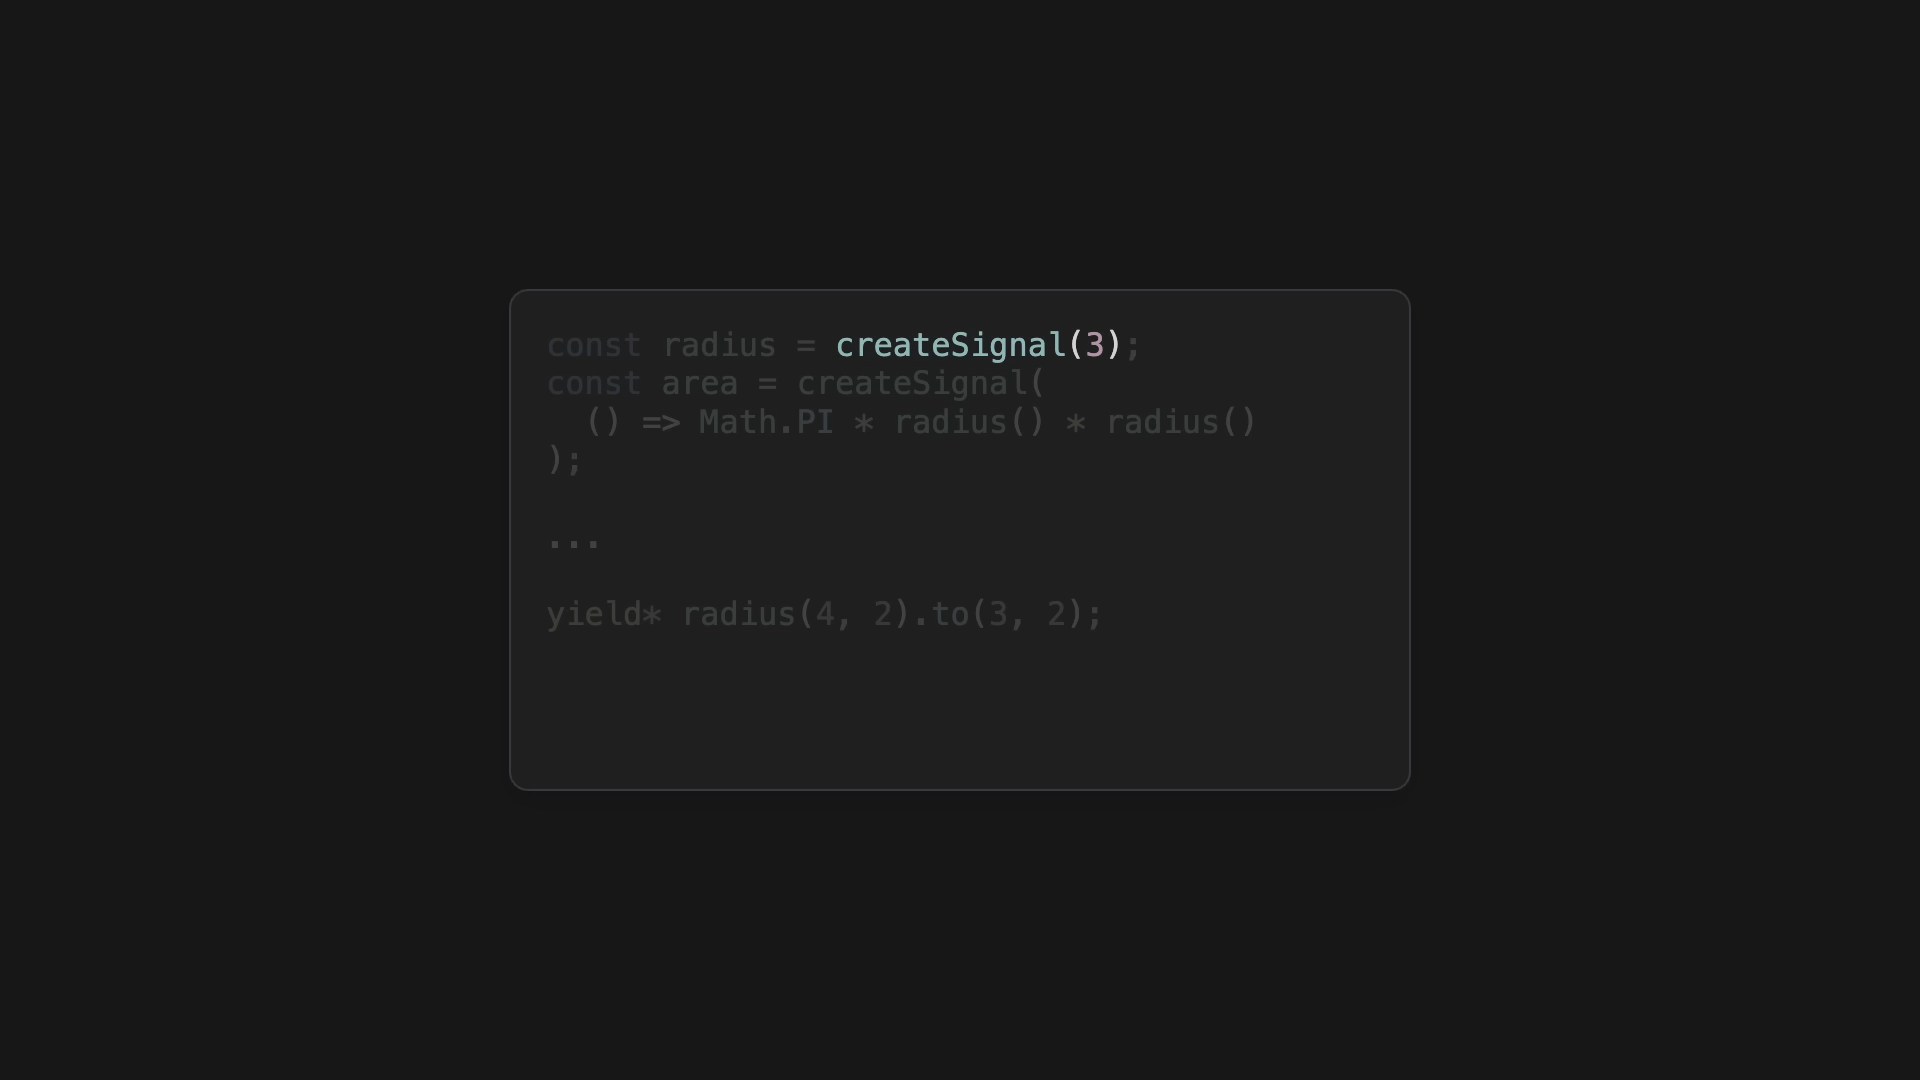 const radius = createSignal(3);
const area = createSignal(
  () => Math.PI * radius() * radius()
);
...
yield* radius(4, 2).to(3, 2);